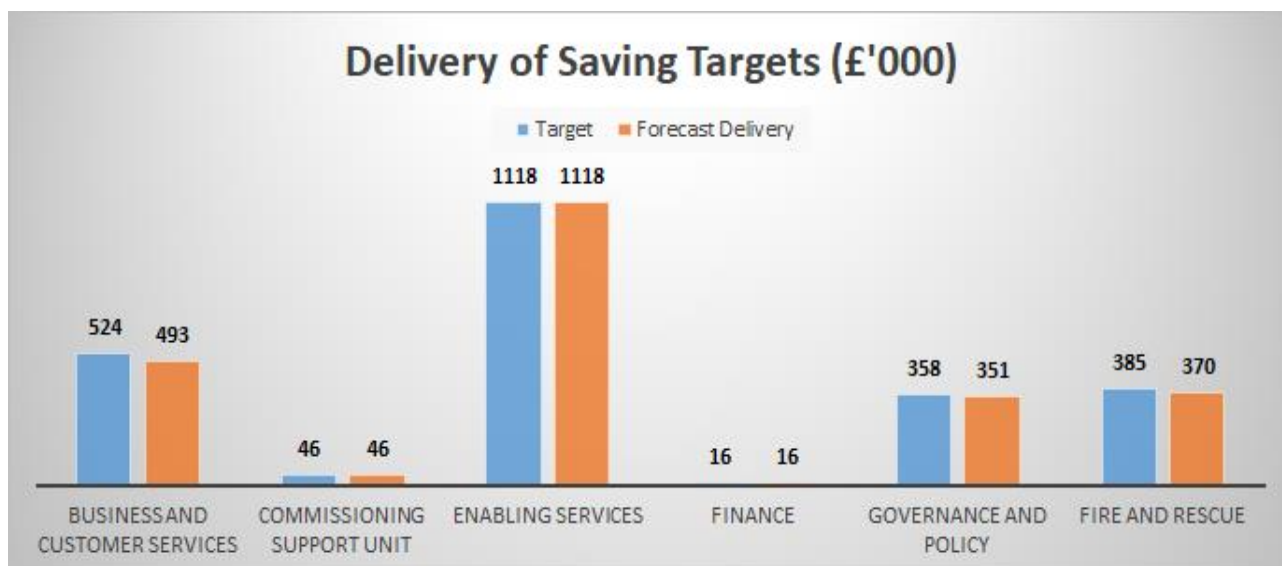 Delivery of Saving Targets (£'000)
Target Forecast Delivery
1118 1118
524 493
358 351
385 370
46 46
16 16
BUSINESS AND CUSTOMER SERVICES
COMMISSIONING SUPPORT UNIT
ENABLING SERVICES
FINANCE
GOVERNANCE AND POLICY
FIRE AND RESCUE